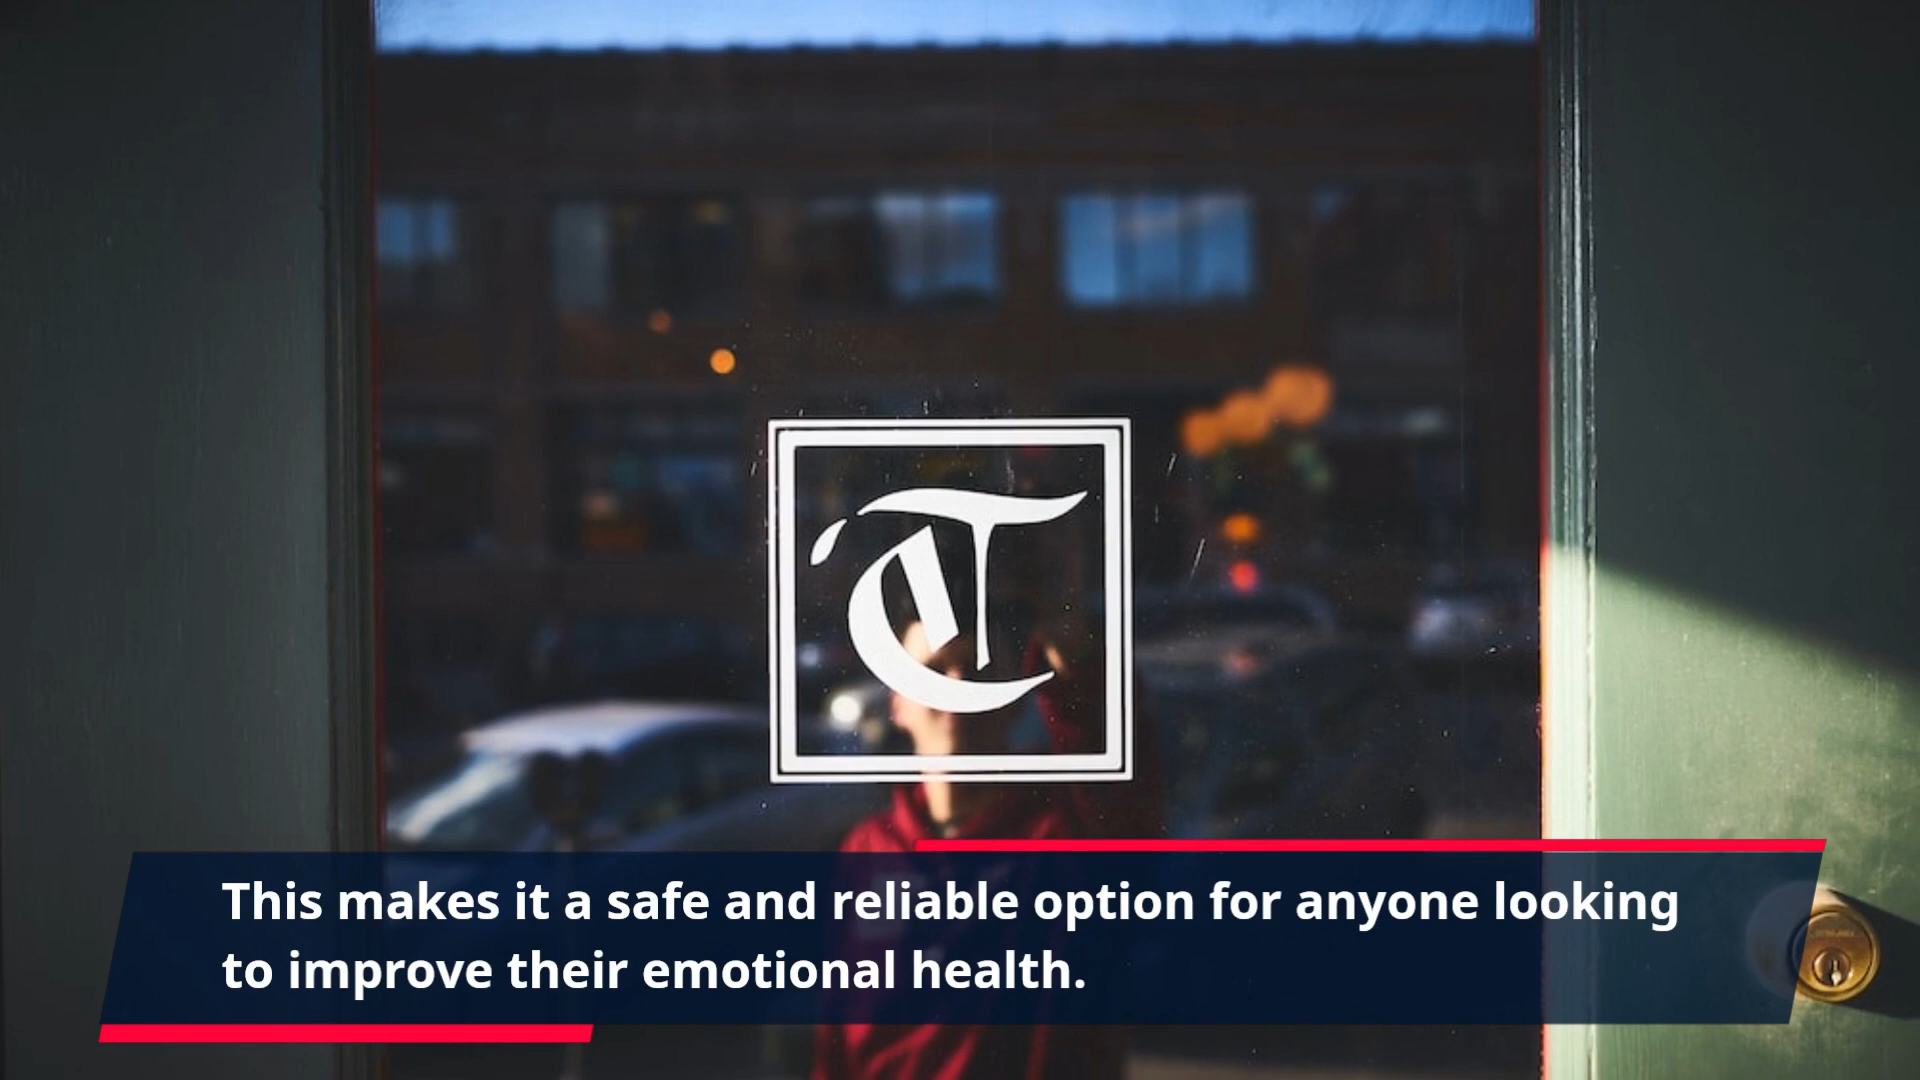 T
This makes it a safe and reliable option for anyone looking
to improve their emotional health.